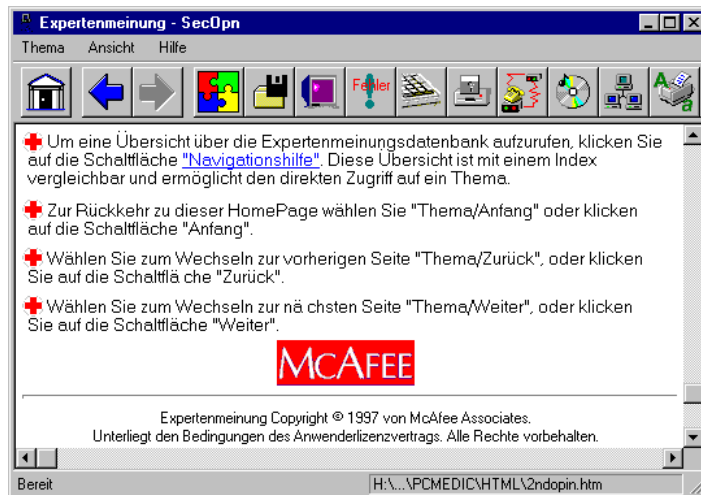 Expertenmeinung - SecOpn
Thema Ansicht Hilfe
Fehler
Um eine Übersicht über die Expertenmeinungsdatenbank aufzurufen, klicken Sie
auf die Schaltfläche "Navigationshilfe". Diese Übersicht ist mit einem Index
vergleichbar und ermöglicht den direkten Zugriff auf ein Thema.
Zur Rückkehr zu dieser HomePage wählen Sie "Thema/Anfang" oder klicken
auf die Schaltfläche "Anfang".
Wählen Sie zum Wechseln zur vorherigen Seite "Thema/Zurück", oder klicken
Sie auf die Schaltflä che "Zurück".
Wählen Sie zum Wechseln zur nä chsten Seite "Thema/Weiter", oder klicken
Sie auf die Schaltfläche "Weiter".
McAFEE
Expertenmeinung Copyright © 1997 von McAfee Associates.
Unterliegt den Bedingungen des Anwenderlizenzvertrags. Alle Rechte vorbehalten.
Bereit H:\...\PCMEDIC\HTML\2ndopin.htm